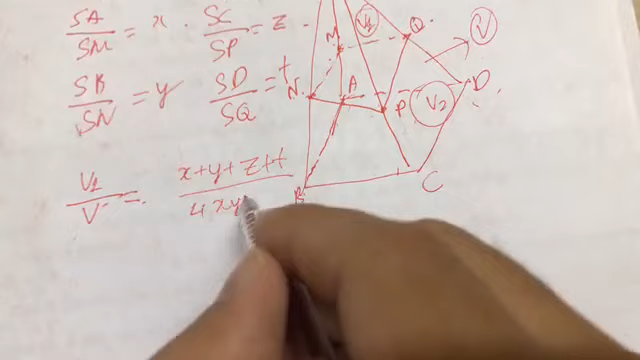 SA/SM = x . SC/SP = z .
SB/SN = y SD/SQ = t
V1/V = x+y+z+t / 4xy
M
V1
Q
V
N
A
P
V2
D
B
C